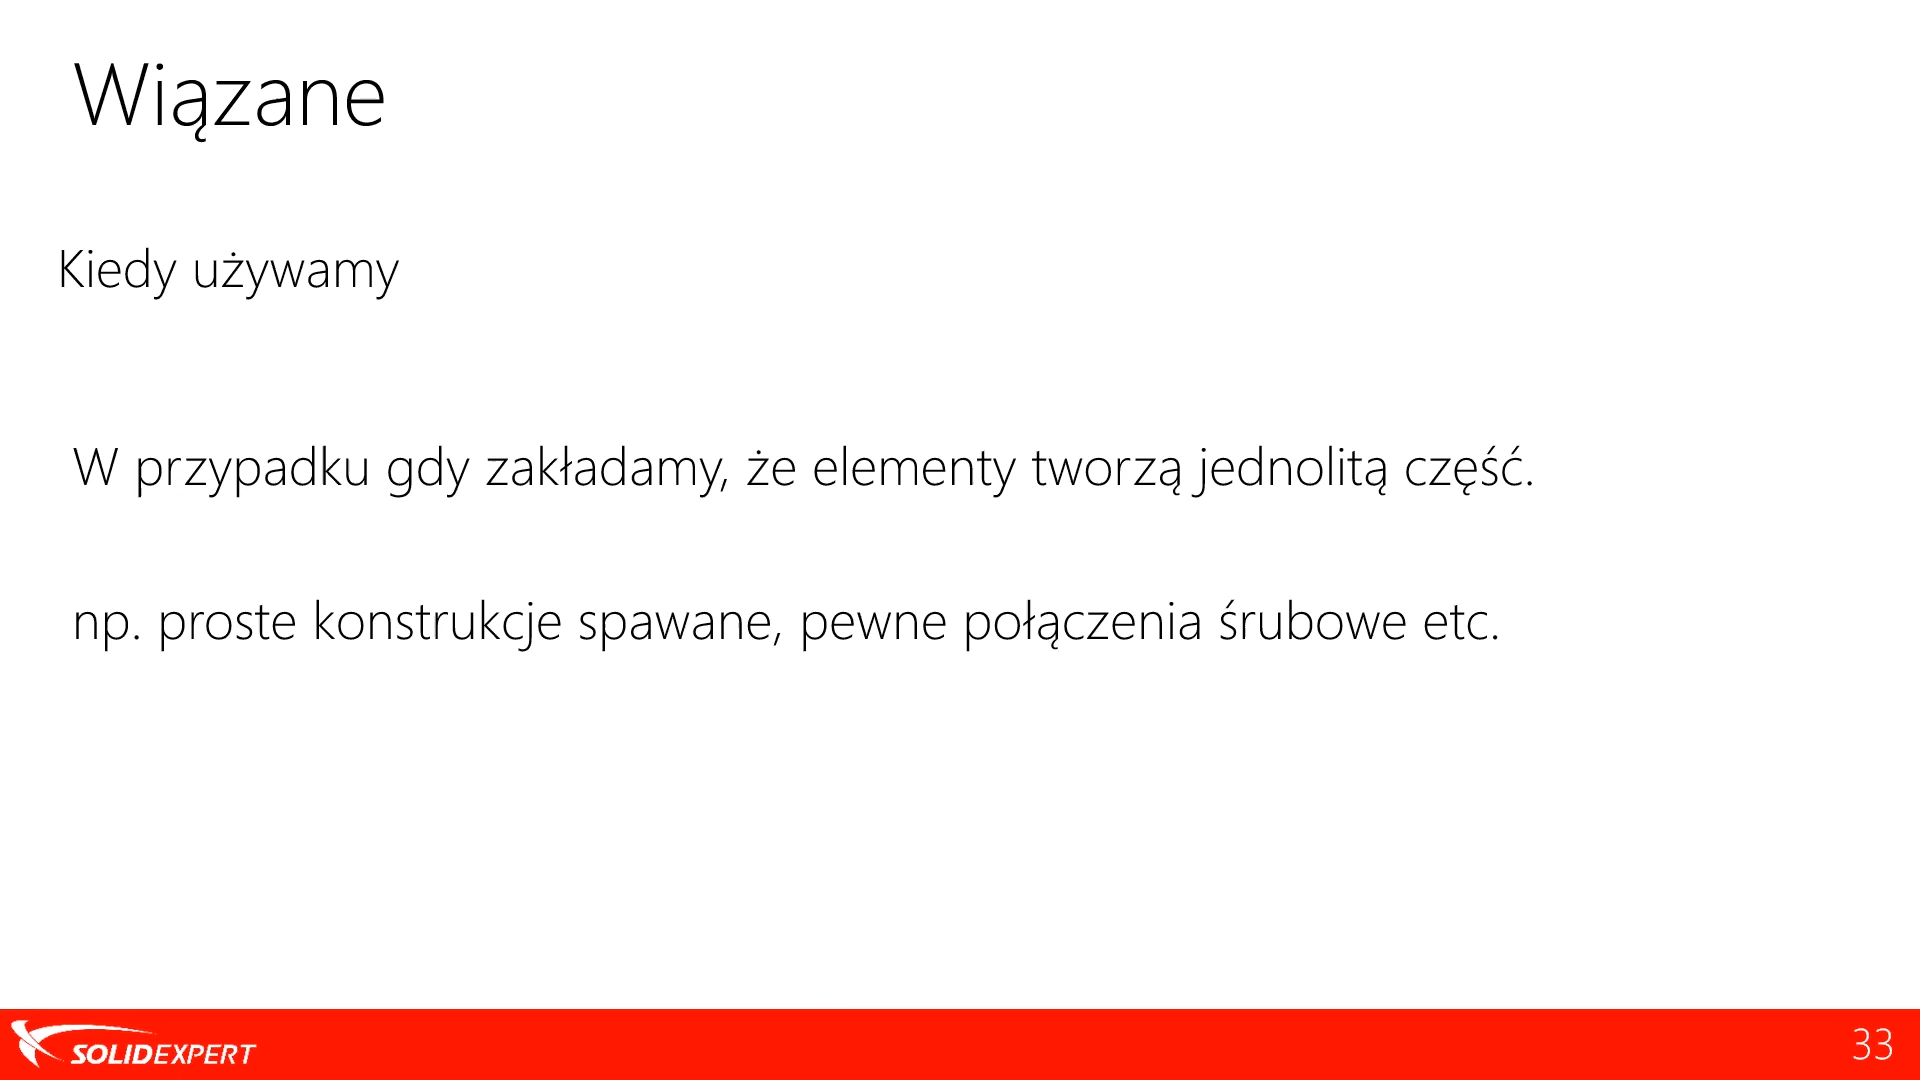 Wiązane
Kiedy używamy
W przypadku gdy zakładamy, że elementy tworzą jednolitą część.
np. proste konstrukcje spawane, pewne połączenia śrubowe etc.
SOLIDEXPERT
33